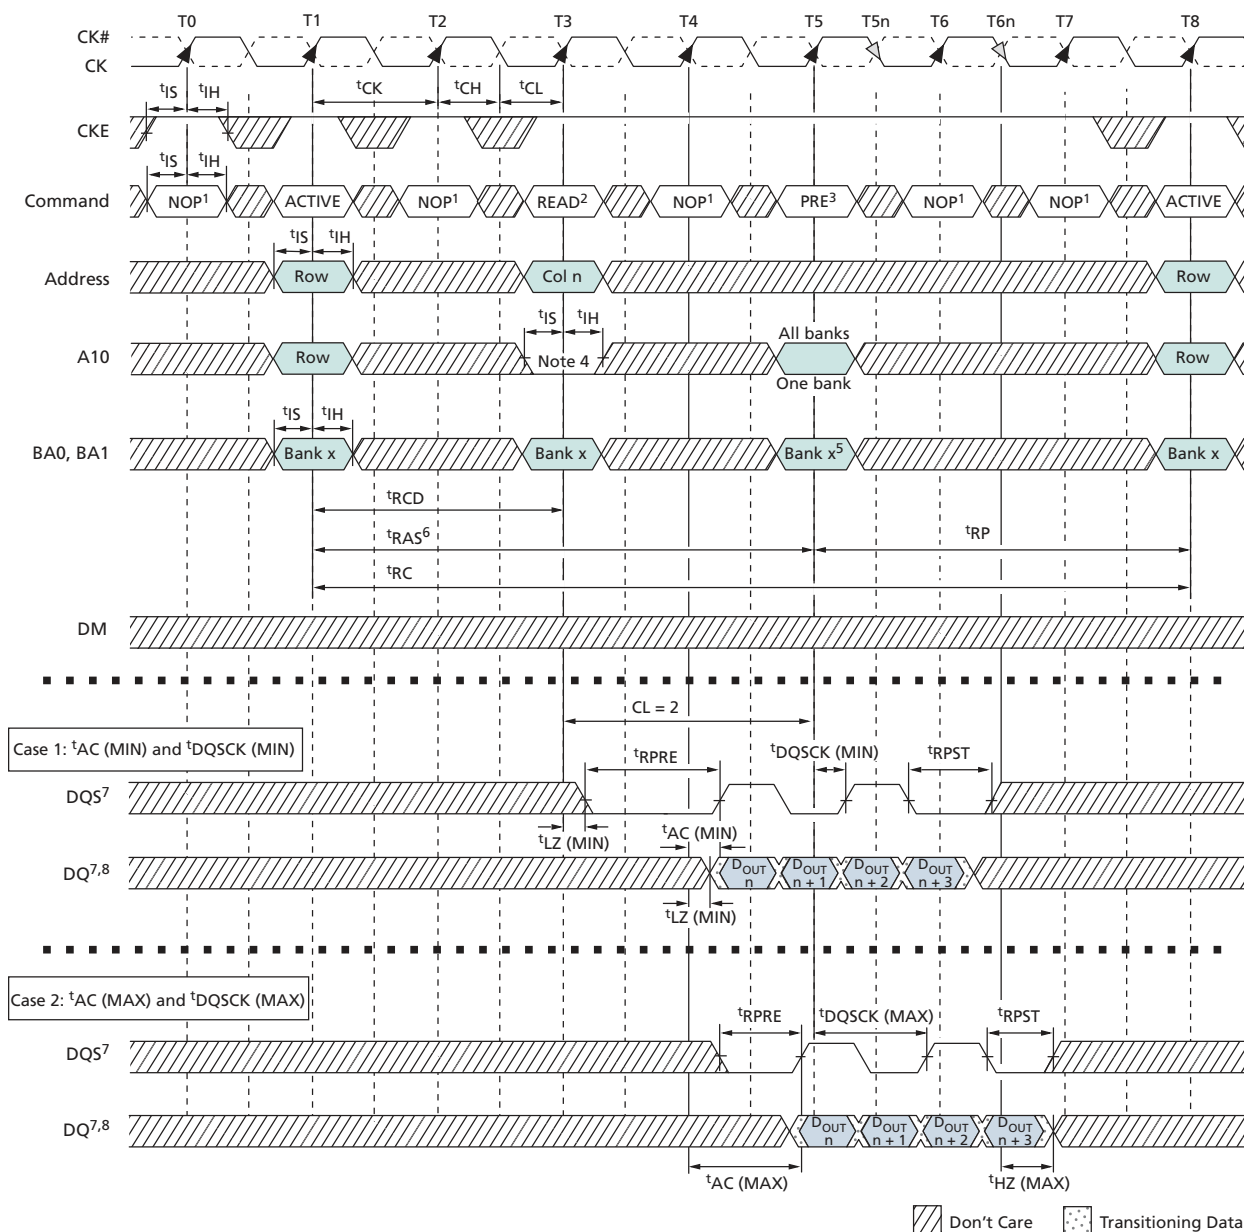 T0 T1 T2 T3 T4 T5 T5n T6 T6n T7 T8
CK#
CK
tIS tIH tCK tCH tCL
CKE
tIS tIH
Command NOP1 ACTIVE NOP1 READ2 NOP1 PRE3 NOP1 NOP1 ACTIVE
tIS tIH
Address Row Col n Row
tIS tIH All banks
A10 Row Note 4 Row
One bank
tIS tIH
BA0, BA1 Bank x Bank x Bank x5 Bank x
tRCD
tRAS6 tRP
tRC
DM
CL = 2
Case 1: tAC (MIN) and tDQSCK (MIN)
tRPRE tDQSCK (MIN) tRPST
DQS7
tLZ (MIN) tAC (MIN)
DQ7,8 DOUT n DOUT n + 1 DOUT n + 2 DOUT n + 3
tLZ (MIN)
Case 2: tAC (MAX) and tDQSCK (MAX)
tRPRE tDQSCK (MAX) tRPST
DQS7
DQ7,8 DOUT n DOUT n + 1 DOUT n + 2 DOUT n + 3
tAC (MAX) tHZ (MAX)
Don't Care Transitioning Data